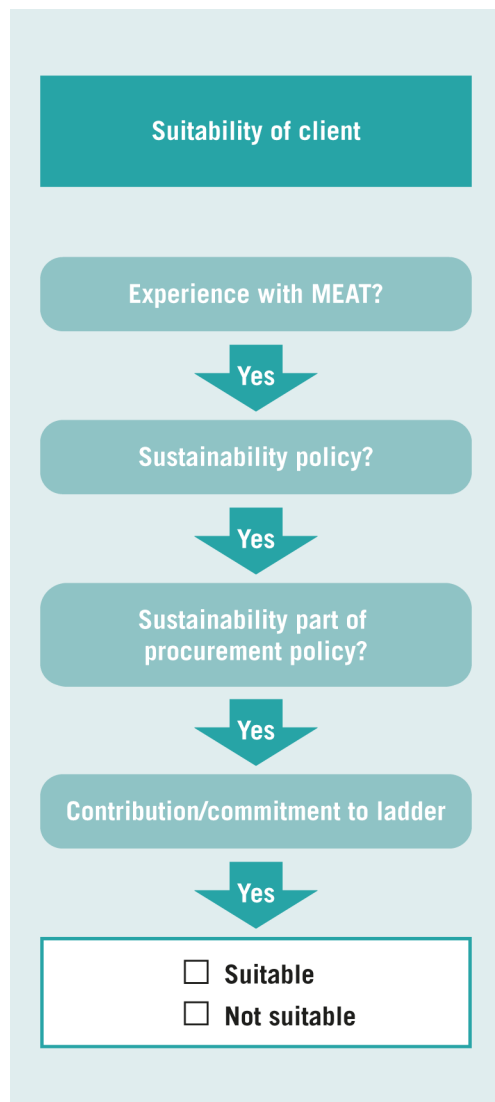 Suitability of client
Experience with MEAT?
Yes
Sustainability policy?
Yes
Sustainability part of
procurement policy?
Yes
Contribution/commitment to ladder
Yes
☐ Suitable
☐ Not suitable